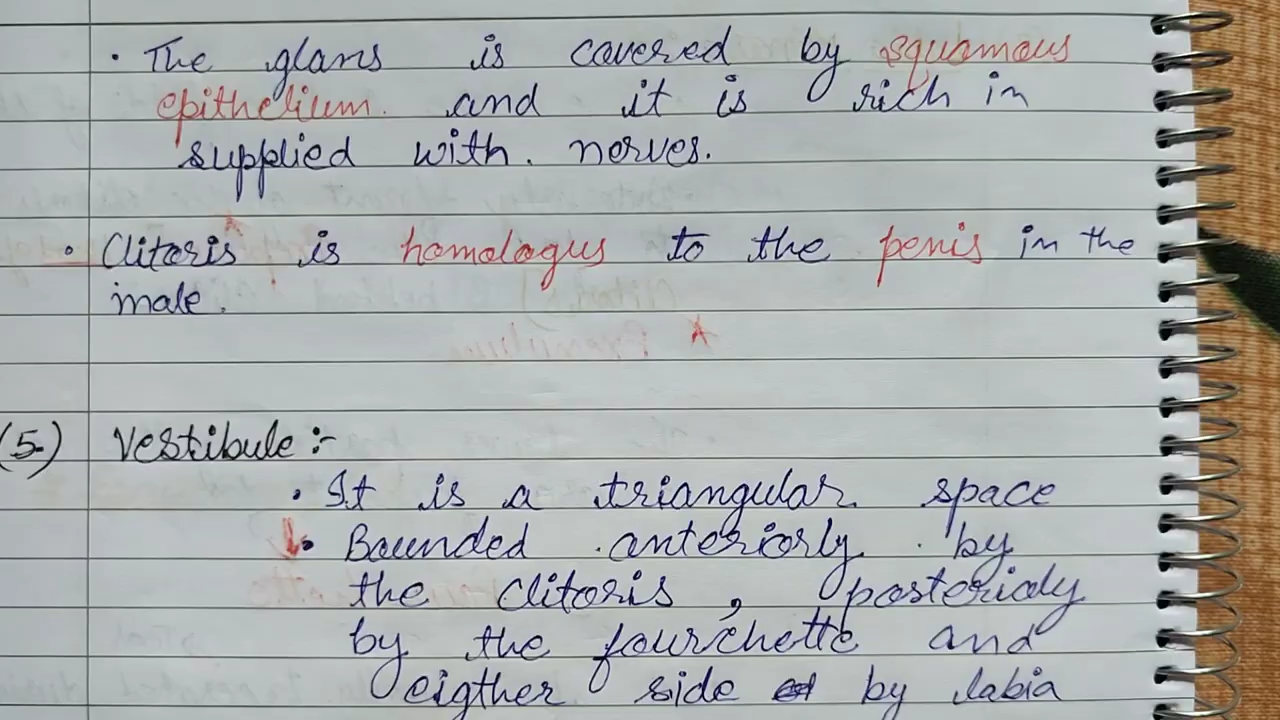 • The glans is covered by squamous
epithelium. and it is rich in
supplied with. nerves.
• Clitoris is homologus to the penis in the
male.
(5.) Vestibule :-
• It is a triangular. space
• Bounded anteriorly. by
the clitoris, posterioly
by the fourchette and
eigther side by labia